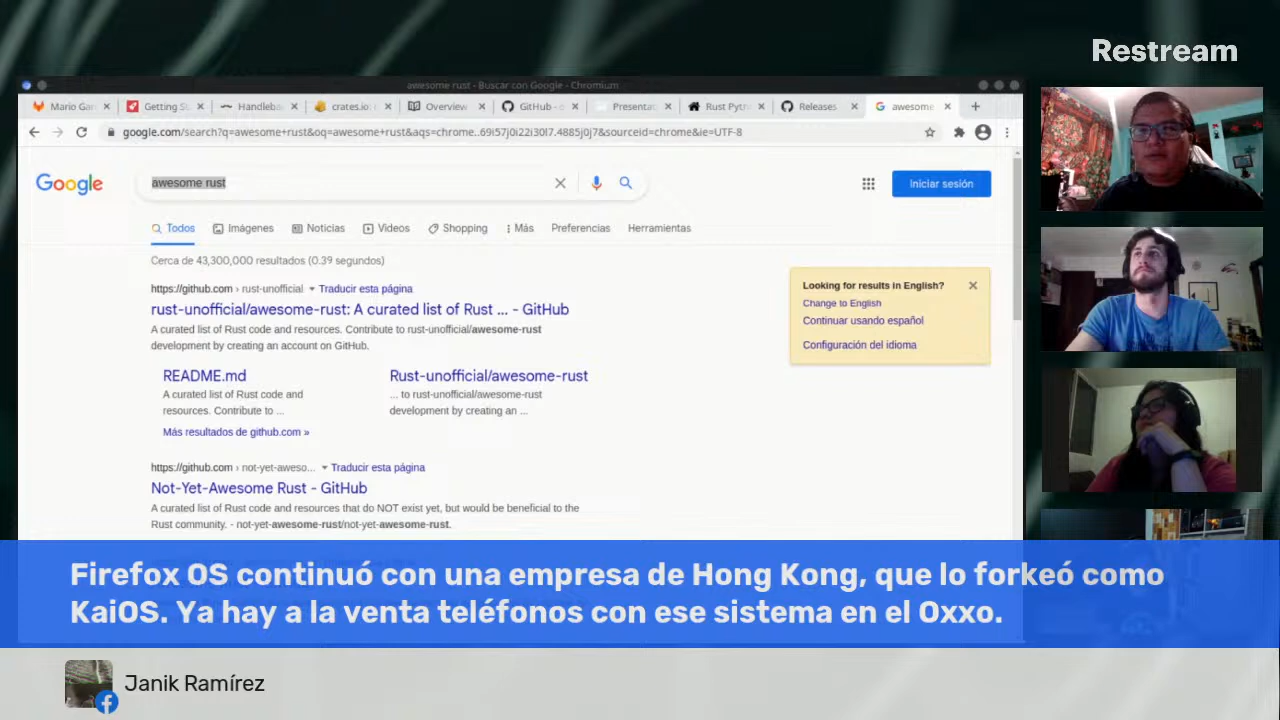 Restream
awesome rust - Buscar con Google - Chromium
Mario Gar
Getting St
Handleba
crates.io:
Overview
GitHub - o
Presentat
Rust Pyth
Releases
awesome
google.com/search?q=awesome+rust&oq=awesome+rust&aqs=chrome..69i57j0i22i30l7.4885j0j7&sourceid=chrome&ie=UTF-8
Google
awesome rust
Iniciar sesión
Todos
Imágenes
Noticias
Videos
Shopping
Más
Preferencias
Herramientas
Cerca de 43,300,000 resultados (0.39 segundos)
https://github.com › rust-unofficial Traducir esta página
rust-unofficial/awesome-rust: A curated list of Rust ... - GitHub
A curated list of Rust code and resources. Contribute to rust-unofficial/awesome-rust
development by creating an account on GitHub.
README.md
A curated list of Rust code and
resources. Contribute to ...
Rust-unofficial/awesome-rust
... to rust-unofficial/awesome-rust
development by creating an ...
Más resultados de github.com »
https://github.com › not-yet-aweso... Traducir esta página
Not-Yet-Awesome Rust - GitHub
A curated list of Rust code and resources that do NOT exist yet, but would be beneficial to the
Rust community. - not-yet-awesome-rust/not-yet-awesome-rust.
Looking for results in English?
Change to English
Continuar usando español
Configuración del idioma
Firefox OS continuó con una empresa de Hong Kong, que lo forkeó como
KaiOS. Ya hay a la venta teléfonos con ese sistema en el Oxxo.
Janik Ramírez